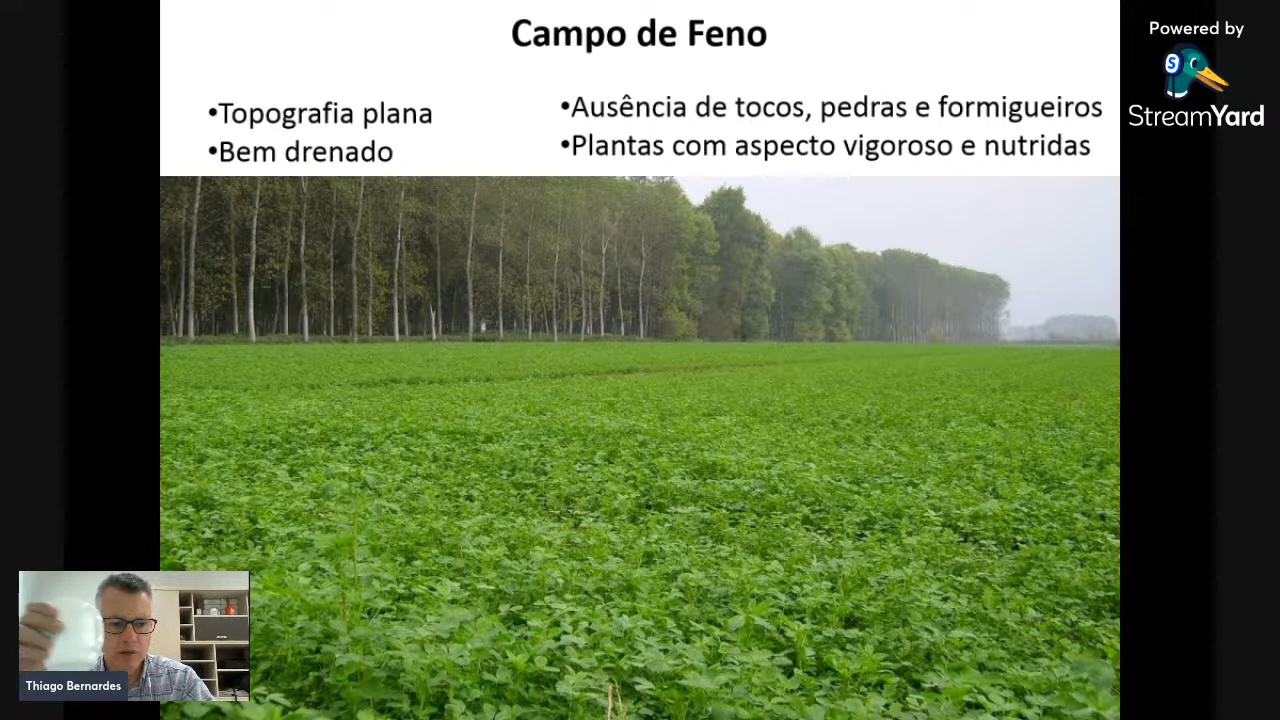 Campo de Feno
•Topografia plana
•Bem drenado
•Ausência de tocos, pedras e formigueiros
•Plantas com aspecto vigoroso e nutridas
Powered by
S
StreamYard
Thiago Bernardes